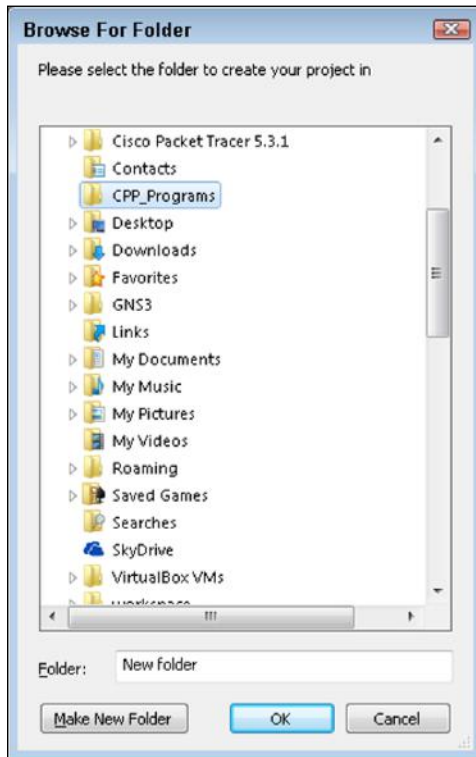 Browse For Folder
Please select the folder to create your project in
Cisco Packet Tracer 5.3.1
Contacts
CPP_Programs
Desktop
Downloads
Favorites
GNS3
Links
My Documents
My Music
My Pictures
My Videos
Roaming
Saved Games
Searches
SkyDrive
VirtualBox VMs
workspace
Folder:
New folder
Make New Folder
OK
Cancel